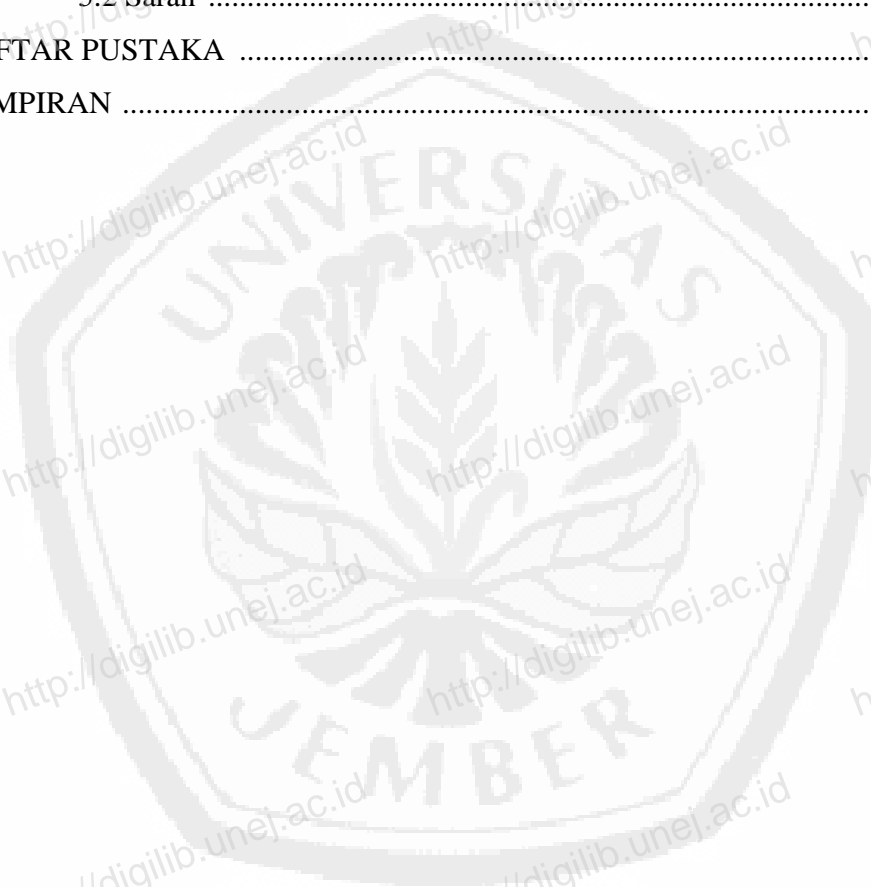 5.2 Saran ..........................................................................................
FTAR PUSTAKA ......................................................................................
MPIRAN .....................................................................................................
UNIVERSITAS
JEMBER
http://digilib.unej.ac.id http://digilib.unej.ac.id
http://digilib.unej.ac.id http://digilib.unej.ac.id
http://digilib.unej.ac.id http://digilib.unej.ac.id
digilib.unej.ac.id digilib.unej.ac.id